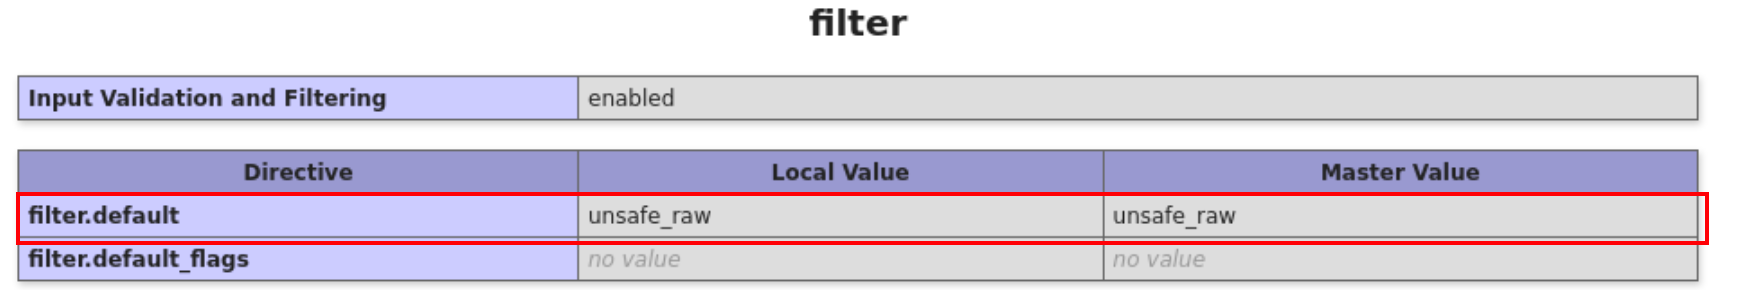 filter
Input Validation and Filtering enabled
Directive Local Value Master Value
filter.default unsafe_raw unsafe_raw
filter.default_flags no value no value